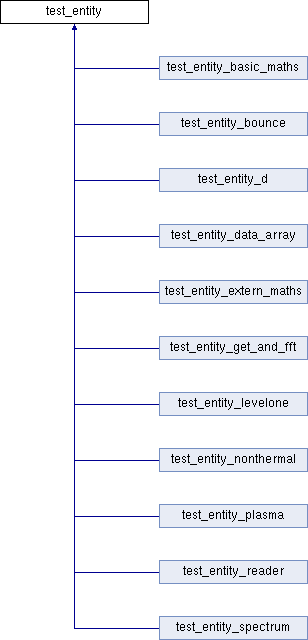 test_entity
test_entity_basic_maths
test_entity_bounce
test_entity_d
test_entity_data_array
test_entity_extern_maths
test_entity_get_and_fft
test_entity_levelone
test_entity_nonthermal
test_entity_plasma
test_entity_reader
test_entity_spectrum